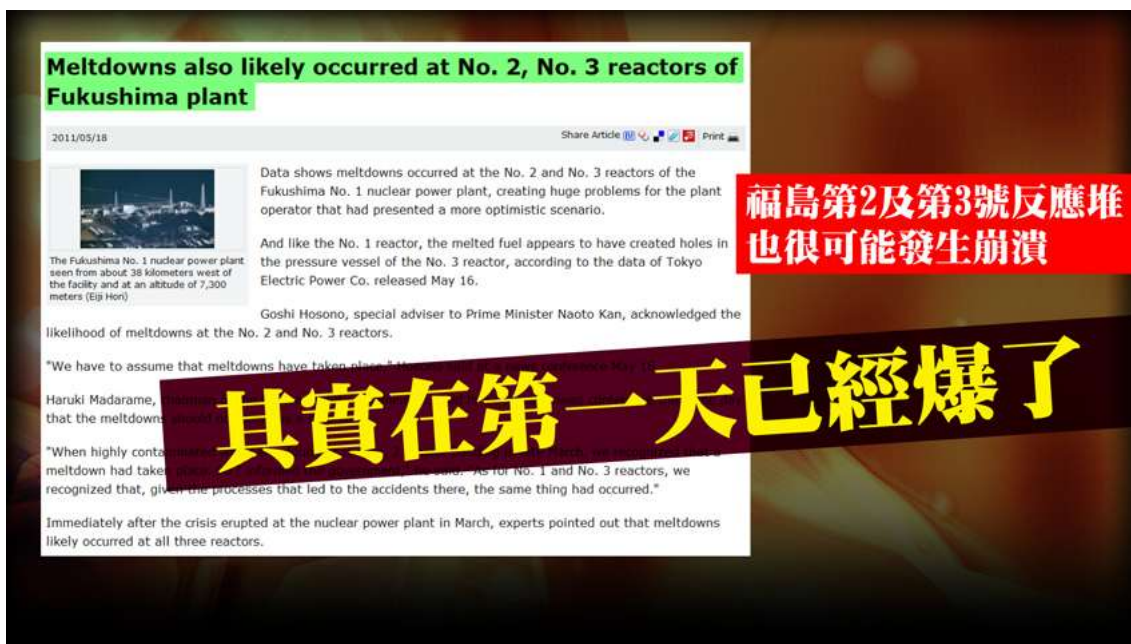 Meltdowns also likely occurred at No. 2, No. 3 reactors of
Fukushima plant
2011/05/18
Share Article
Print
Data shows meltdowns occurred at the No. 2 and No. 3 reactors of the
Fukushima No. 1 nuclear power plant, creating huge problems for the plant
operator that had presented a more optimistic scenario.
The Fukushima No. 1 nuclear power plant
seen from about 38 kilometers west of
the facility and at an altitude of 7,300
meters (Eiji Hori)
And like the No. 1 reactor, the melted fuel appears to have created holes in
the pressure vessel of the No. 3 reactor, according to the data of Tokyo
Electric Power Co. released May 16.
Goshi Hosono, special adviser to Prime Minister Naoto Kan, acknowledged the
likelihood of meltdowns at the No. 2 and No. 3 reactors.
"We have to assume that meltdowns have taken place,"
Haruki Madarame,
that the meltdowns
"When highly
meltdown had taken As for No. 1 and No. 3 reactors, we
recognized that, given the processes that led to the accidents there, the same thing had occurred."
Immediately after the crisis erupted at the nuclear power plant in March, experts pointed out that meltdowns
likely occurred at all three reactors.
福島第2及第3號反應堆
也很可能發生崩潰
其實在第一天已經爆了